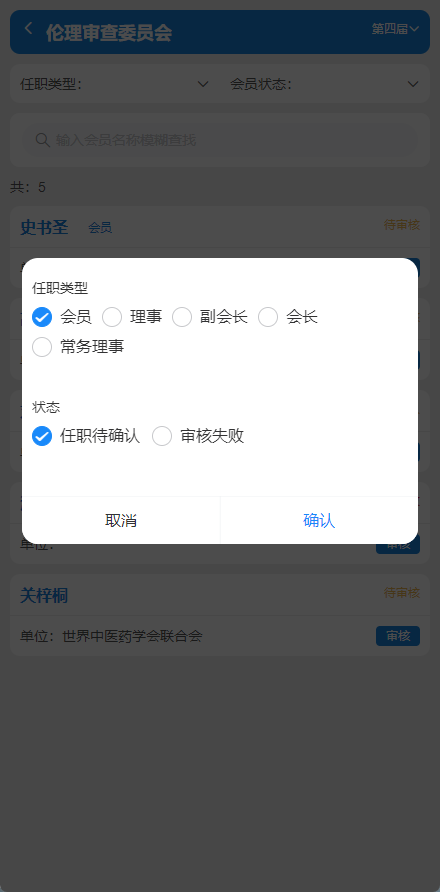 伦理审查委员会
第四届
任职类型：
会员状态：
输入会员名称模糊查找
共：5
史书圣
会员
待审核
任职类型
会员
理事
副会长
会长
常务理事
状态
任职待确认
审核失败
取消
确认
单位：
审核
关梓桐
待审核
单位：世界中医药学会联合会
审核